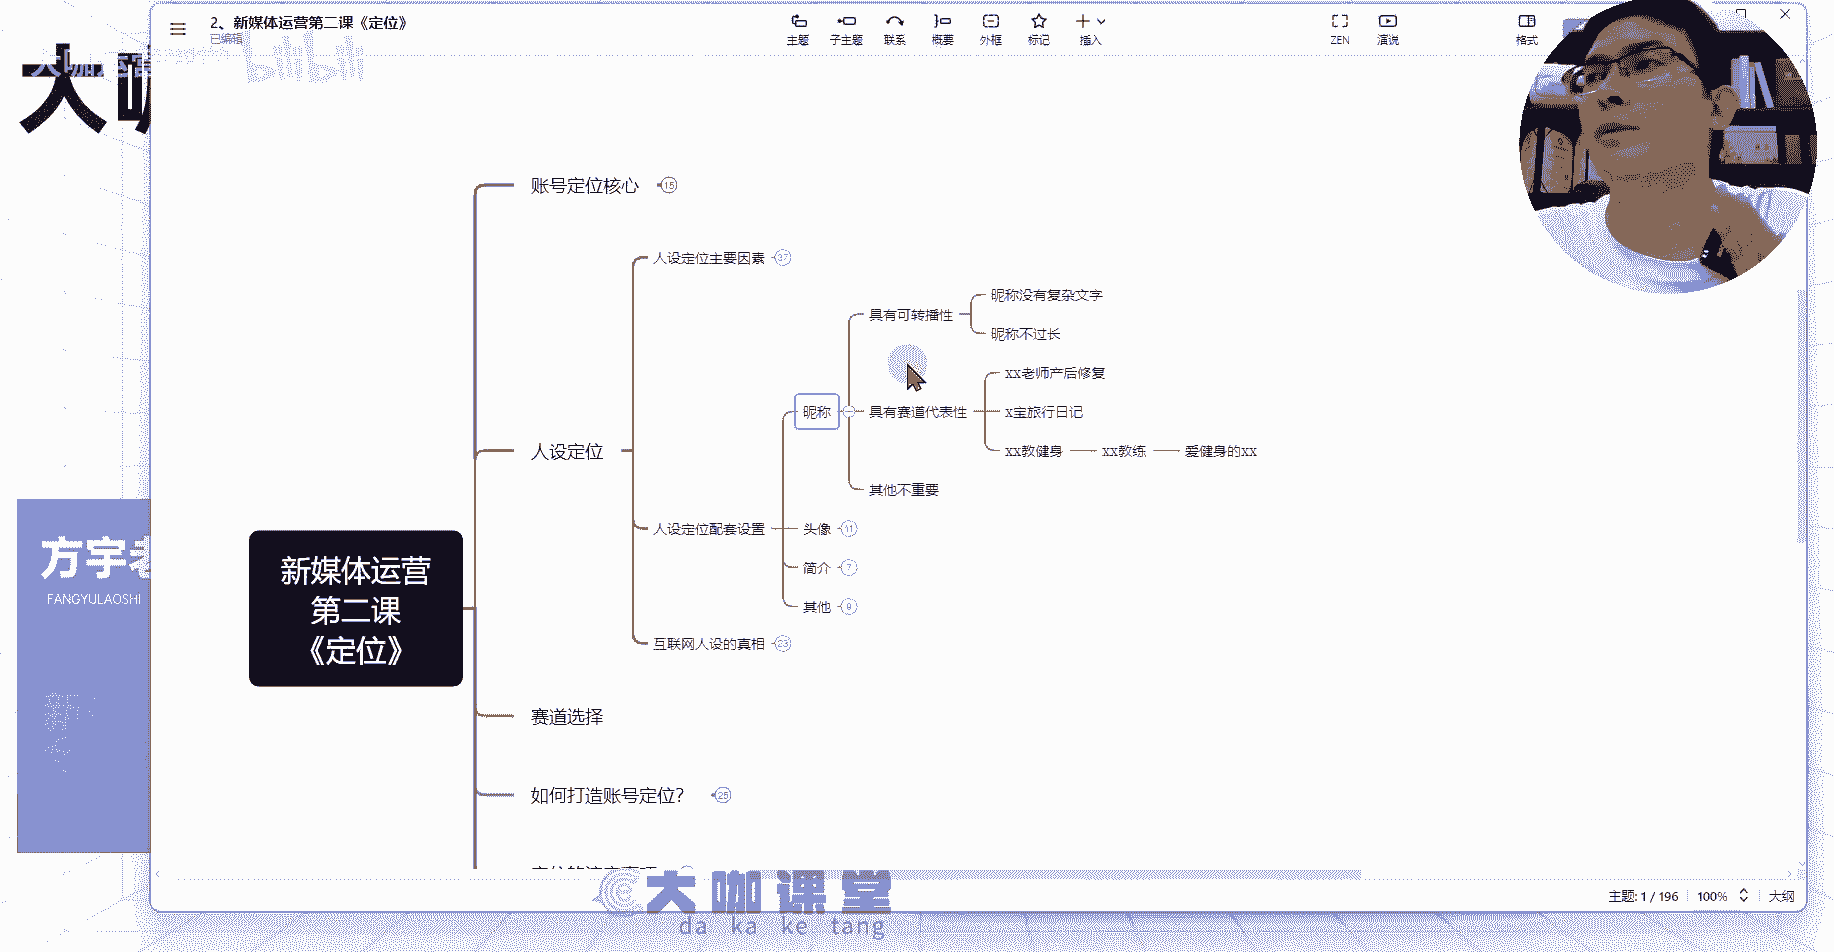 2、新媒体运营第二课《定位》
已编辑
主题
子主题
联系
概要
外框
标记
插入
ZEN
演说
格式
大咖运营
bilibili
大咖
账号定位核心
15
人设定位主要因素
37
具有可转播性
昵称没有复杂文字
昵称不过长
昵称
具有赛道代表性
xx老师产后修复
x宝旅行日记
xx教健身
xx教练
爱健身的xx
其他不重要
人设定位
人设定位配套设置
头像
11
简介
7
其他
9
互联网人设的真相
23
新媒体运营
第二课
《定位》
赛道选择
如何打造账号定位？
25
方宇老
FANGYULAOSHI
大咖课堂
da ka ke tang
主题: 1 / 196
100%
大纲